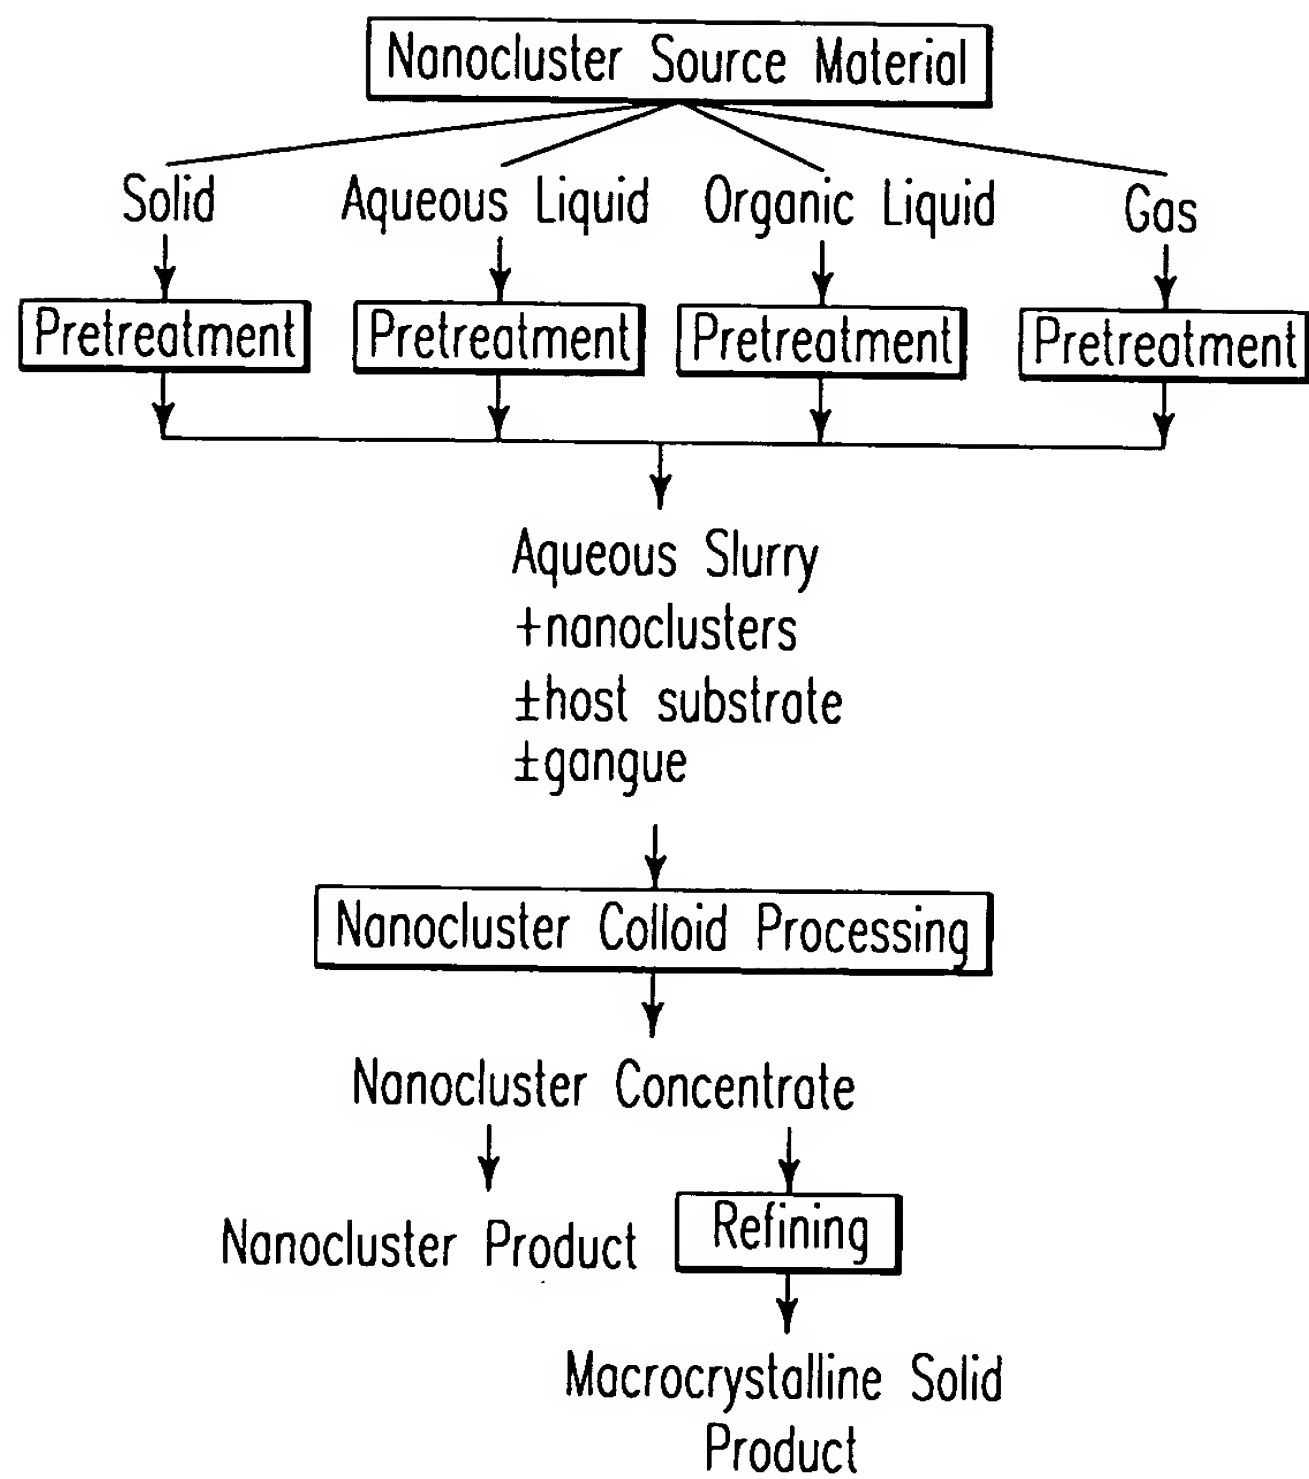 Nanocluster Source Material
Solid
Aqueous Liquid
Organic Liquid
Gas
Pretreatment
Pretreatment
Pretreatment
Pretreatment
Aqueous Slurry
+nanoclusters
±host substrate
±gangue
Nanocluster Colloid Processing
Nanocluster Concentrate
Nanocluster Product
Refining
Macrocrystalline Solid
Product